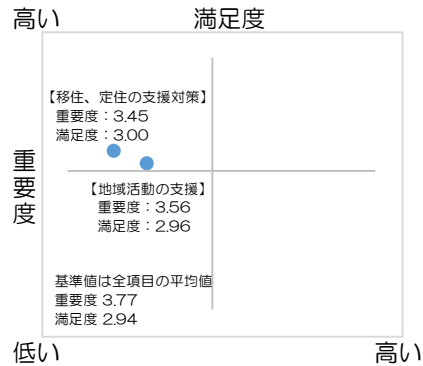 高い
満足度
【移住、定住の支援対策】
重要度：3.45
満足度：3.00
重要度
【地域活動の支援】
重要度：3.56
満足度：2.96
基準値は全項目の平均値
重要度 3.77
満足度 2.94
低い
高い